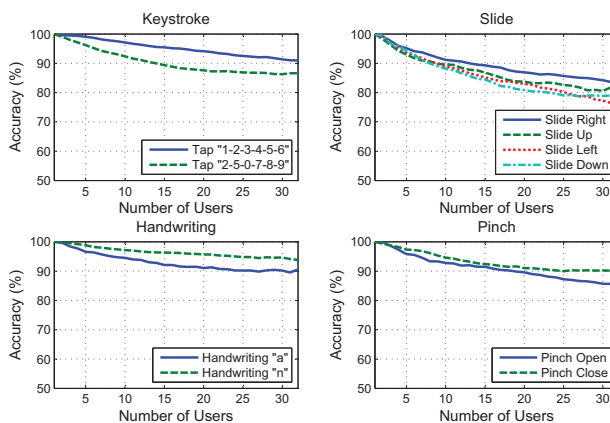 Keystroke
100
90
80
70
60
50
Accuracy (%)
Tap "1-2-3-4-5-6"
Tap "2-5-0-7-8-9"
5 10 15 20 25 30
Number of Users
Slide
100
90
80
70
60
50
Accuracy (%)
Slide Right
Slide Up
Slide Left
Slide Down
5 10 15 20 25 30
Number of Users
Handwriting
100
90
80
70
60
50
Accuracy (%)
Handwriting "a"
Handwriting "n"
5 10 15 20 25 30
Number of Users
Pinch
100
90
80
70
60
50
Accuracy (%)
Pinch Open
Pinch Close
5 10 15 20 25 30
Number of Users